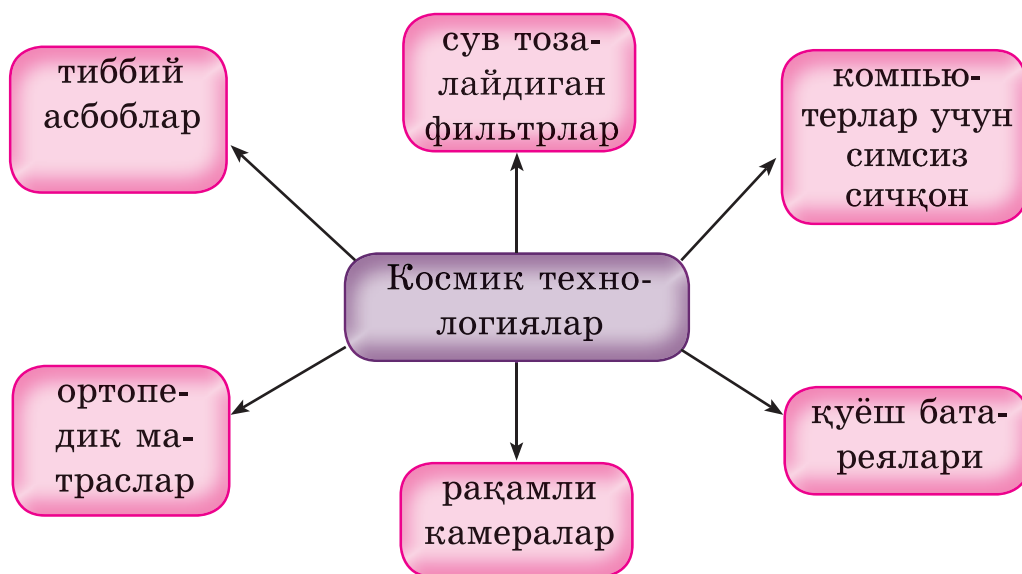 тиббий
асбоблар
сув тоза-
лайдиган
фильтрлар
компью-
терлар учун
симсиз
сичқон
Космик техно-
логиялар
ортопе-
дик ма-
траслар
рақамли
камералар
қуёш бата-
реялари